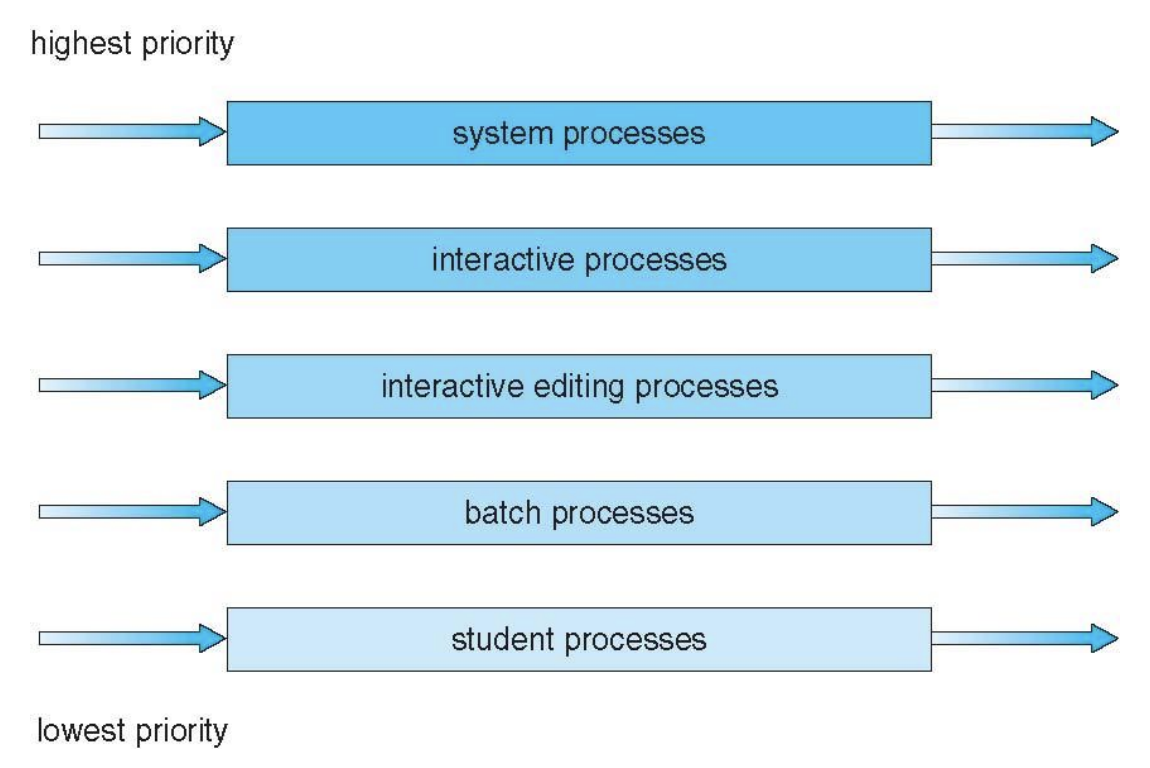 highest priority
system processes
interactive processes
interactive editing processes
batch processes
student processes
lowest priority